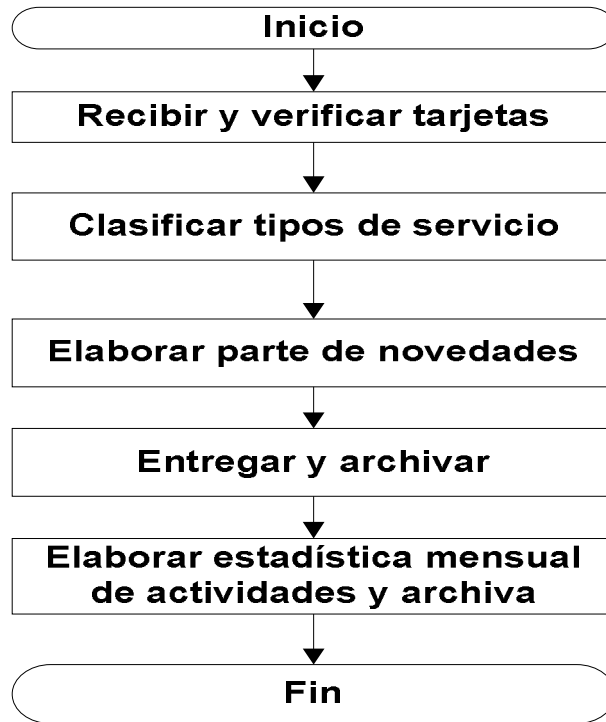 Inicio
Recibir y verificar tarjetas
Clasificar tipos de servicio
Elaborar parte de novedades
Entregar y archivar
Elaborar estadística mensual
de actividades y archiva
Fin